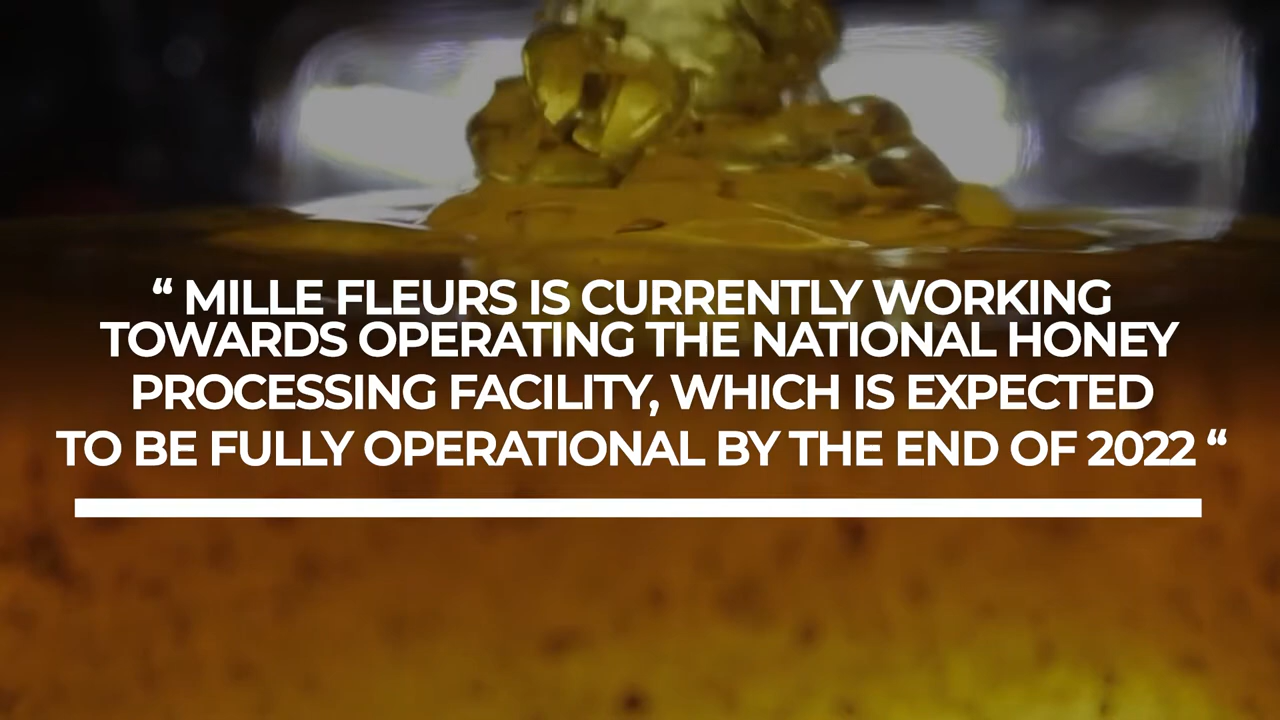 “ MILLE FLEURS IS CURRENTLY WORKING
TOWARDS OPERATING THE NATIONAL HONEY
PROCESSING FACILITY, WHICH IS EXPECTED
TO BE FULLY OPERATIONAL BY THE END OF 2022 “